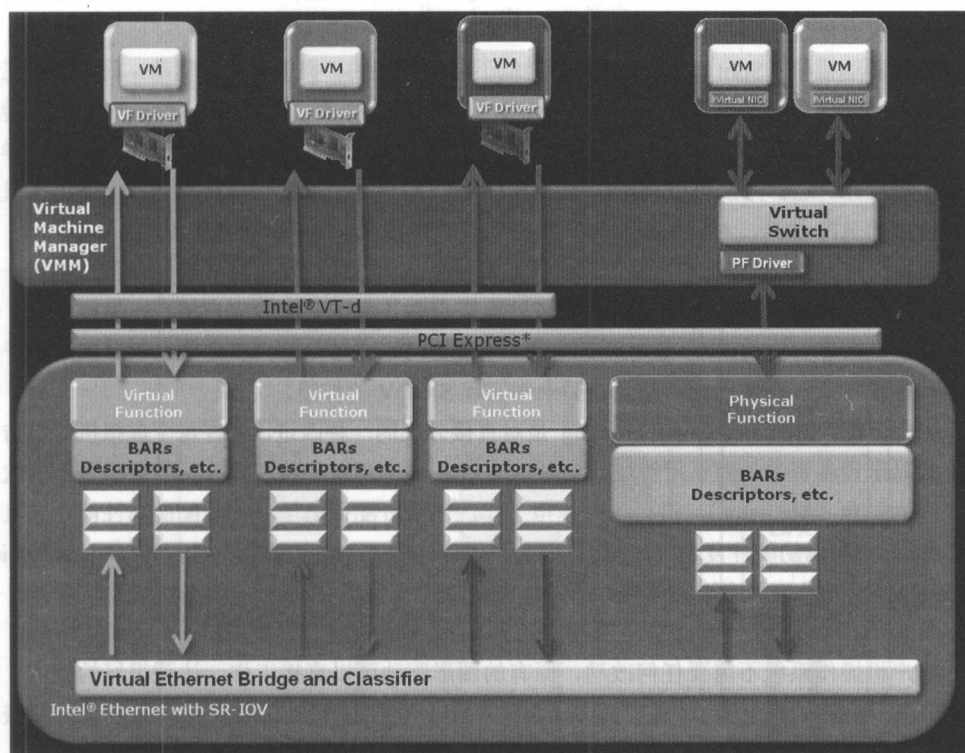 VM
VM
VM
VM
VM
VF Driver
VF Driver
VF Driver
Virtual NIC
Virtual NIC
Virtual
Machine
Manager
(VMM)
Virtual
Switch
PF Driver
Intel® VT-d
PCI Express*
Virtual
Function
Virtual
Function
Virtual
Function
Physical
Function
BARs
Descriptors, etc.
BARs
Descriptors, etc.
BARs
Descriptors, etc.
BARs
Descriptors, etc.
Virtual Ethernet Bridge and Classifier
Intel® Ethernet with SR-IOV